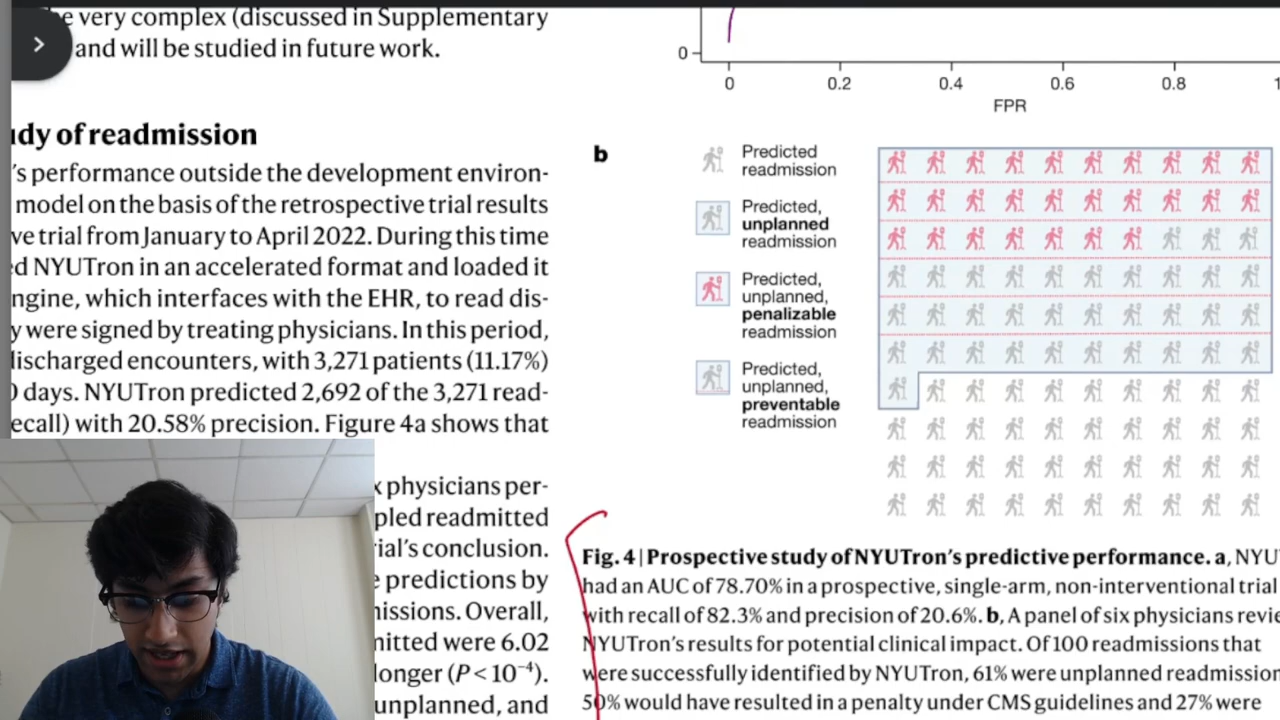 very complex (discussed in Supplementary
and will be studied in future work.
dy of readmission
's performance outside the development environ-
model on the basis of the retrospective trial results
ve trial from January to April 2022. During this time
d NYUTron in an accelerated format and loaded it
ngine, which interfaces with the EHR, to read dis-
y were signed by treating physicians. In this period,
discharged encounters, with 3,271 patients (11.17%)
0 days. NYUTron predicted 2,692 of the 3,271 read-
ecall) with 20.58% precision. Figure 4a shows that
x physicians per-
pled readmitted
ial's conclusion.
e predictions by
nissions. Overall,
nitted were 6.02
longer (P < 10⁻⁴).
unplanned, and
0
0 0.2 0.4 0.6 0.8 1
FPR
b
Predicted
readmission
Predicted,
unplanned
readmission
Predicted,
unplanned,
penalizable
readmission
Predicted,
unplanned,
preventable
readmission
Fig. 4 | Prospective study of NYUTron's predictive performance. a, NYU
had an AUC of 78.70% in a prospective, single-arm, non-interventional trial
with recall of 82.3% and precision of 20.6%. b, A panel of six physicians revie
NYUTron's results for potential clinical impact. Of 100 readmissions that
were successfully identified by NYUTron, 61% were unplanned readmission
50% would have resulted in a penalty under CMS guidelines and 27% were